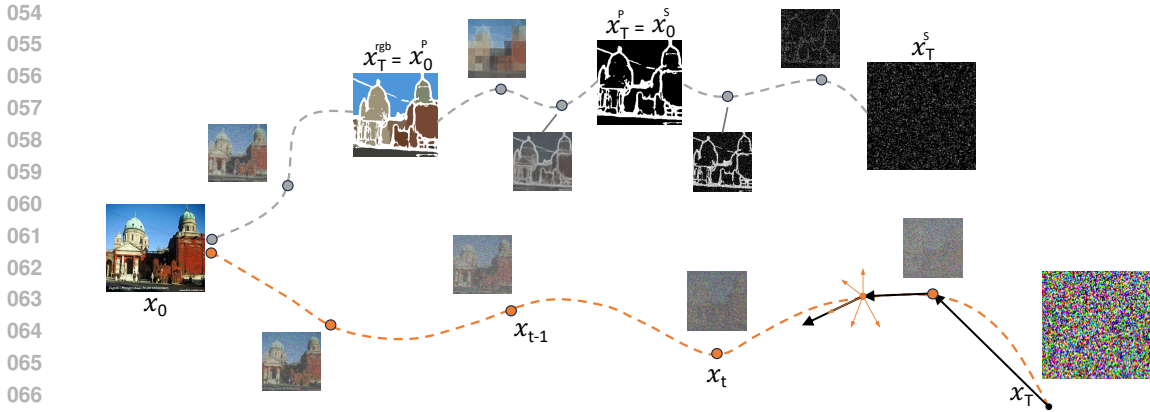 054
055
056
057
058
059
060
061
062
063
064
065
066
x_T^rgb = x_0^P
x_T^P = x_0^S
x_T^S
x_0
x_t-1
x_t
x_T